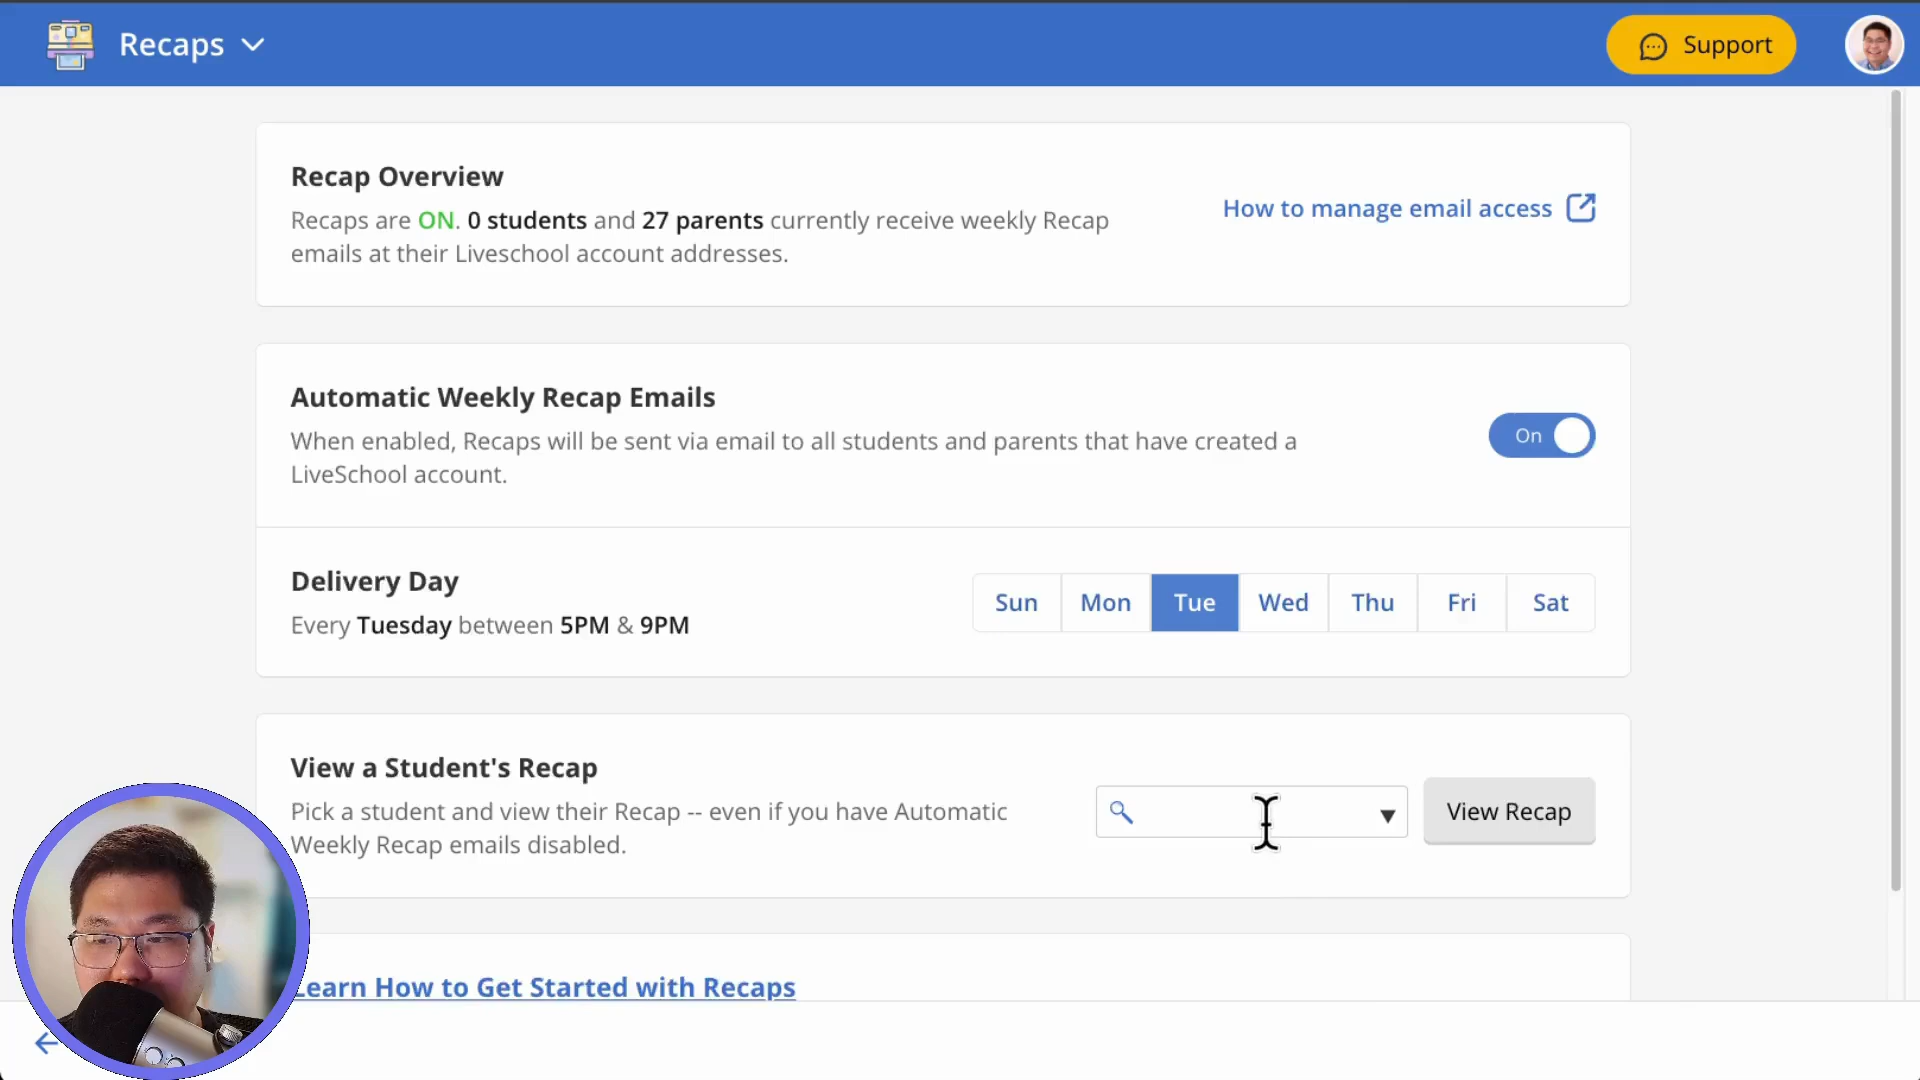 Recaps
Support
Recap Overview
Recaps are ON. 0 students and 27 parents currently receive weekly Recap
emails at their Liveschool account addresses.
How to manage email access
Automatic Weekly Recap Emails
When enabled, Recaps will be sent via email to all students and parents that have created a
LiveSchool account.
On
Delivery Day
Every Tuesday between 5PM & 9PM
Sun Mon Tue Wed Thu Fri Sat
View a Student's Recap
Pick a student and view their Recap -- even if you have Automatic
Weekly Recap emails disabled.
View Recap
Learn How to Get Started with Recaps